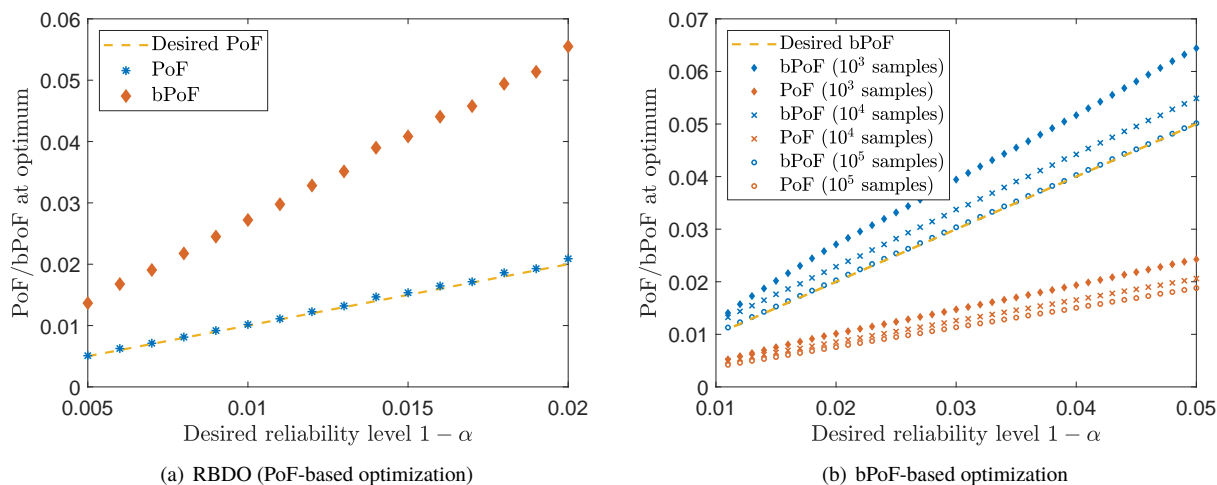 0.06
0.05
0.04
0.03
0.02
0.01
0
PoF/bPoF at optimum
Desired PoF
PoF
bPoF
0.005
0.01
0.015
0.02
Desired reliability level 1 − α
(a) RBDO (PoF-based optimization)
0.07
0.06
0.05
0.04
0.03
0.02
0.01
0
PoF/bPoF at optimum
Desired bPoF
bPoF (10³ samples)
PoF (10³ samples)
bPoF (10⁴ samples)
PoF (10⁴ samples)
bPoF (10⁵ samples)
PoF (10⁵ samples)
0.01
0.02
0.03
0.04
0.05
Desired reliability level 1 − α
(b) bPoF-based optimization